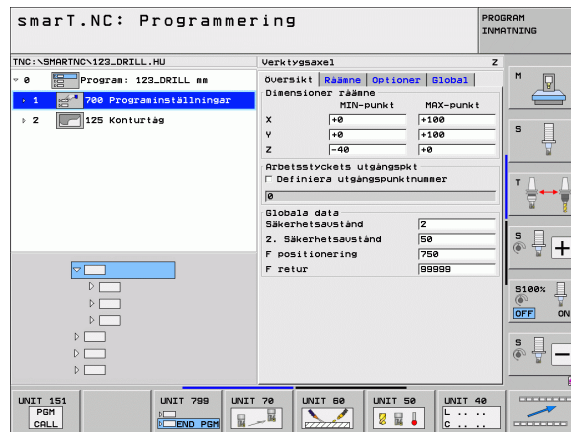 smarT.NC: Programmering
PROGRAM
INMATNING
TNC:\SMARTNC\123_DRILL.HU
Verktygsaxel Z
0 Program: 123_DRILL mm
1 700 Programinställningar
2 125 Konturtåg
Översikt Råämne Optioner Global
Dimensioner råämne
MIN-punkt MAX-punkt
X +0 +100
Y +0 +100
Z -40 +0
Arbetsstyckets utgångspkt
Definiera utgångspunktnummer
0
Globala data
Säkerhetsavstånd 2
2. Säkerhetsavstånd 50
F positionering 750
F retur 99999
M
S
T
S
S100%
OFF ON
S
UNIT 151
PGM
CALL
UNIT 799
END PGM
UNIT 70
UNIT 60
UNIT 50
UNIT 40
L .. ..
C .. ..